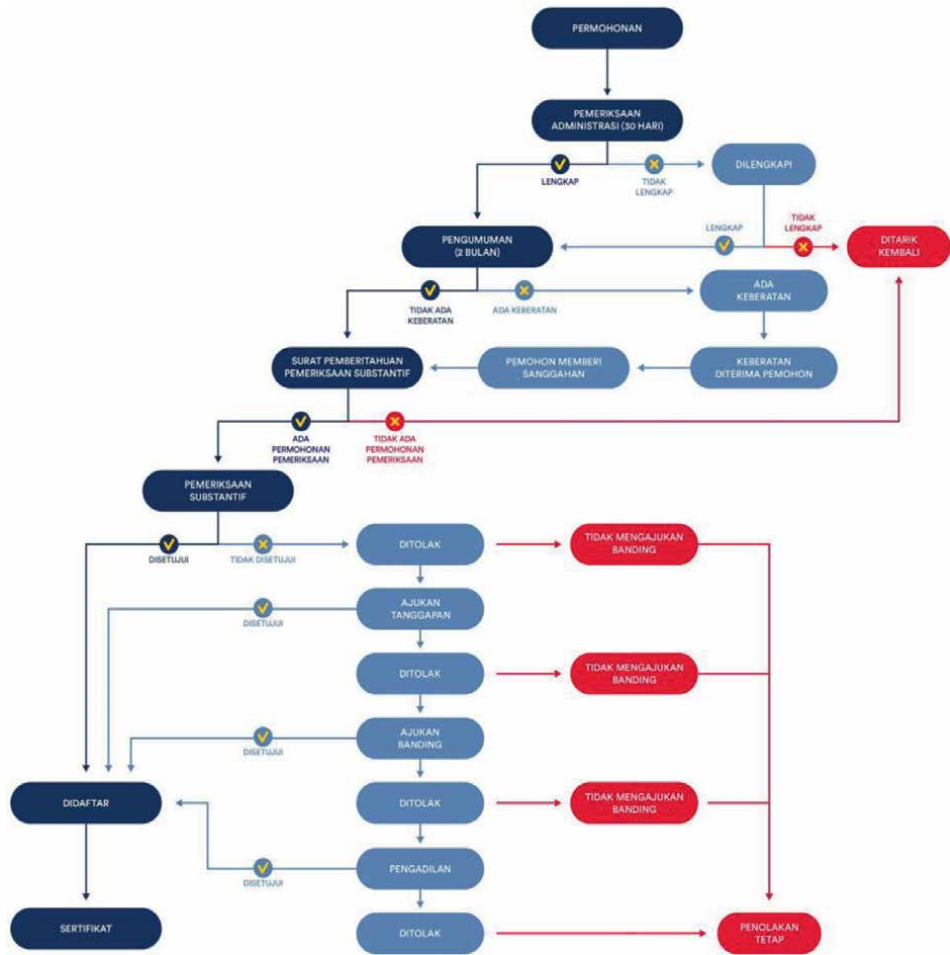 PERMOHONAN
PEMERIKSAAN
ADMINISTRASI (30 HARI)
LENGKAP
TIDAK
LENGKAP
DILENGKAPI
PENGUMUMAN
(2 BULAN)
LENGKAP
TIDAK
LENGKAP
DITARIK
KEMBALI
TIDAK ADA
KEBERATAN
ADA KEBERATAN
ADA
KEBERATAN
SURAT PEMBERITAHUAN
PEMERIKSAAN SUBSTANTIF
PEMOHON MEMBERI
SANGGAHAN
KEBERATAN
DITERIMA PEMOHON
ADA
PERMOHONAN
PEMERIKSAAN
TIDAK ADA
PERMOHONAN
PEMERIKSAAN
PEMERIKSAAN
SUBSTANTIF
DISETUJUI
TIDAK DISETUJUI
DITOLAK
TIDAK MENGAJUKAN
BANDING
DISETUJUI
AJUKAN
TANGGAPAN
DITOLAK
TIDAK MENGAJUKAN
BANDING
DISETUJUI
AJUKAN
BANDING
DIDAFTAR
DITOLAK
TIDAK MENGAJUKAN
BANDING
DISETUJUI
PENGADILAN
SERTIFIKAT
DITOLAK
PENOLAKAN
TETAP